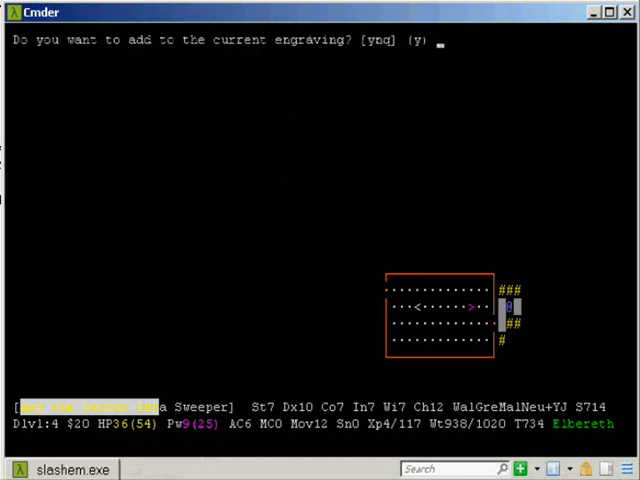 Cmder
Do you want to add to the current engraving? [ynq] (y)
###
...<......>..
@
##
#
Sweeper] St7 Dx10 Co7 In7 Wi7 Ch12 WalGreMalNeu+YJ S714
Dlvl:4 $20 HP36(54) Pw9(25) AC6 MC0 Mov12 Sn0 Xp4/117 Wt938/1020 T734 Elbereth
slashem.exe
Search